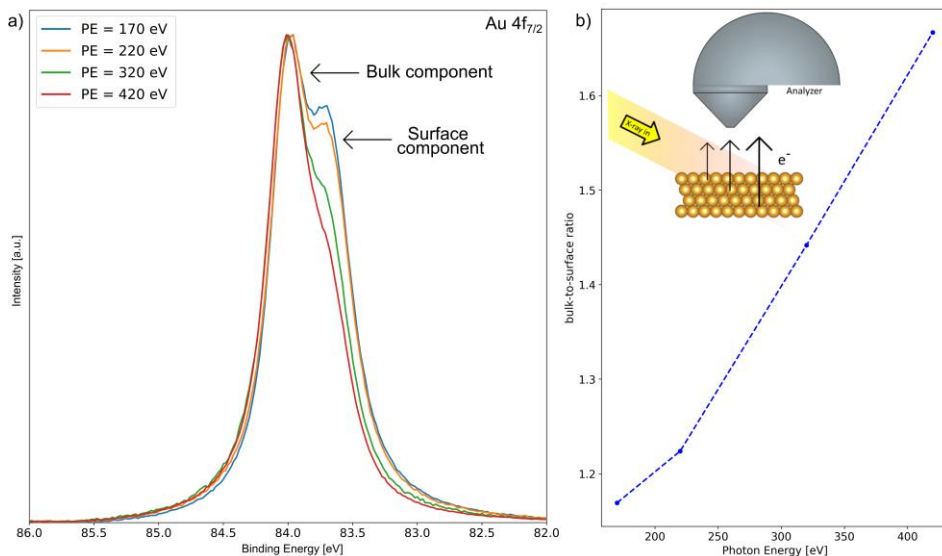 a)
Au 4f7/2
PE = 170 eV
PE = 220 eV
PE = 320 eV
PE = 420 eV
Bulk component
Surface
component
Intensity [a.u.]
86.0 85.5 85.0 84.5 84.0 83.5 83.0 82.5 82.0
Binding Energy [eV]
b)
Analyzer
X-ray in
e-
bulk-to-surface ratio
1.6
1.5
1.4
1.3
1.2
200 250 300 350 400
Photon Energy [eV]